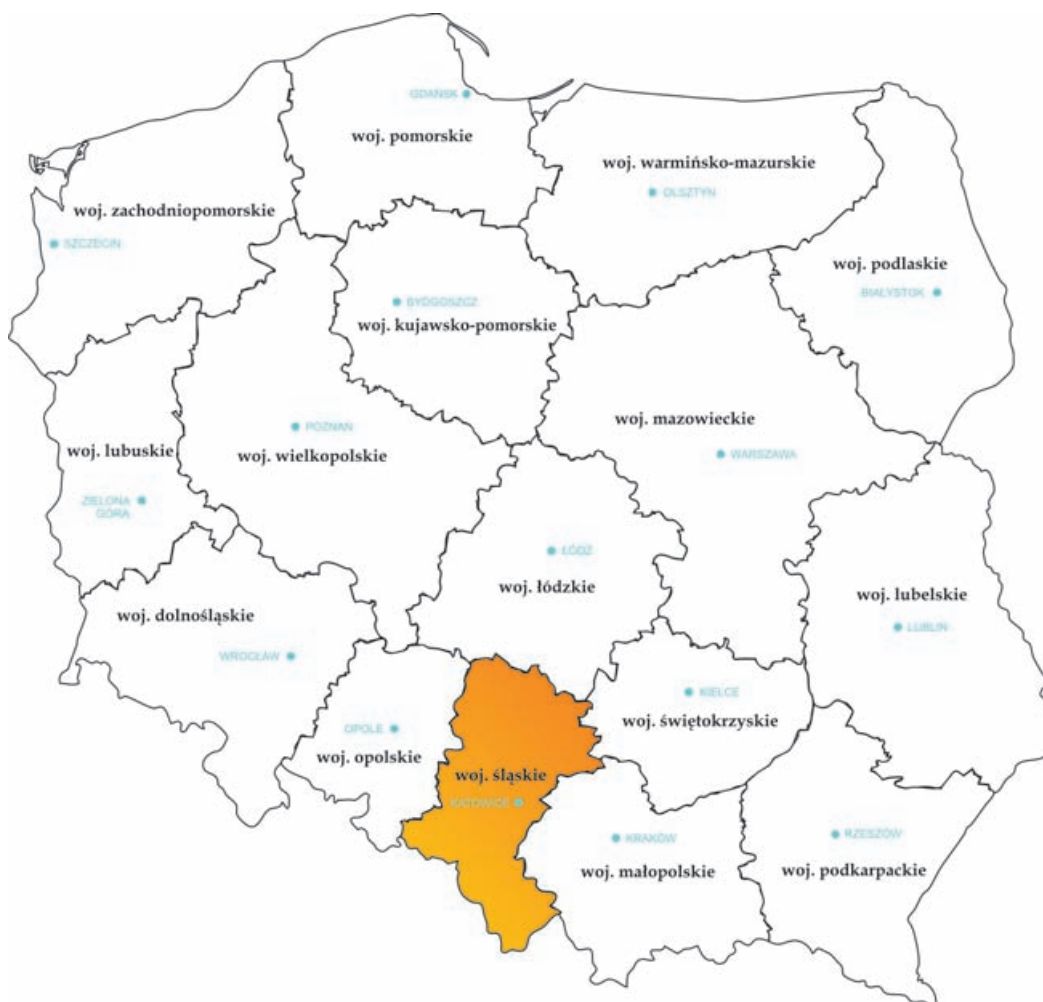 GDAŃSK
woj. pomorskie
woj. warmińsko-mazurskie
OLSZTYN
woj. zachodniopomorskie
SZCZECIN
woj. podlaskie
BIAŁYSTOK
BYDGOSZCZ
woj. kujawsko-pomorskie
woj. mazowieckie
WARSZAWA
POZNAŃ
woj. wielkopolskie
woj. lubuskie
ZIELONA
GÓRA
ŁÓDŹ
woj. łódzkie
woj. lubelskie
LUBLIN
woj. dolnośląskie
WROCŁAW
KIELCE
woj. świętokrzyskie
OPOLE
woj. opolskie
woj. śląskie
KATOWICE
KRAKÓW
woj. małopolskie
RZESZÓW
woj. podkarpackie